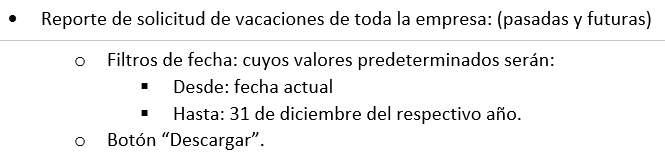 • Reporte de solicitud de vacaciones de toda la empresa: (pasadas y futuras)
o Filtros de fecha: cuyos valores predeterminados serán:
▪ Desde: fecha actual
▪ Hasta: 31 de diciembre del respectivo año.
o Botón “Descargar”.